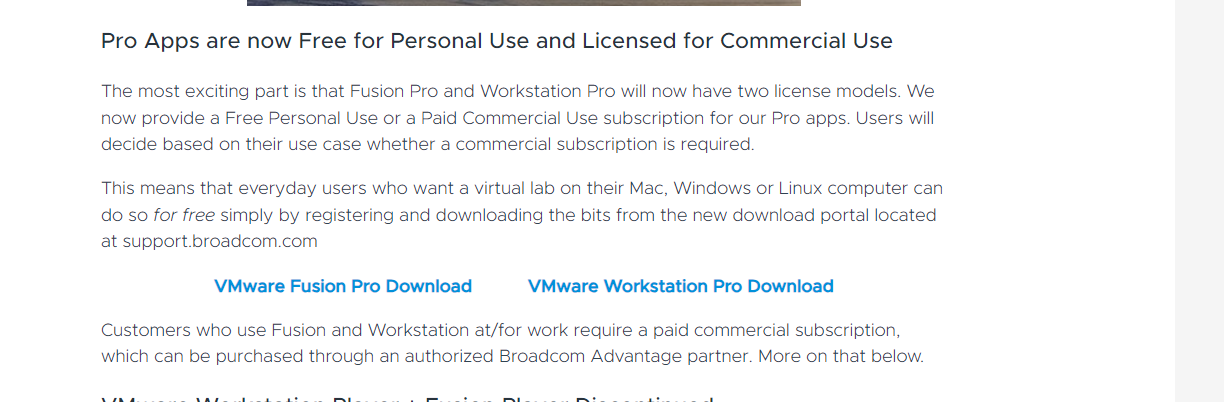 Pro Apps are now Free for Personal Use and Licensed for Commercial Use
The most exciting part is that Fusion Pro and Workstation Pro will now have two license models. We
now provide a Free Personal Use or a Paid Commercial Use subscription for our Pro apps. Users will
decide based on their use case whether a commercial subscription is required.
This means that everyday users who want a virtual lab on their Mac, Windows or Linux computer can
do so for free simply by registering and downloading the bits from the new download portal located
at support.broadcom.com
VMware Fusion Pro Download VMware Workstation Pro Download
Customers who use Fusion and Workstation at/for work require a paid commercial subscription,
which can be purchased through an authorized Broadcom Advantage partner. More on that below.
VMware Workstation Player + Fusion Player Discontinued